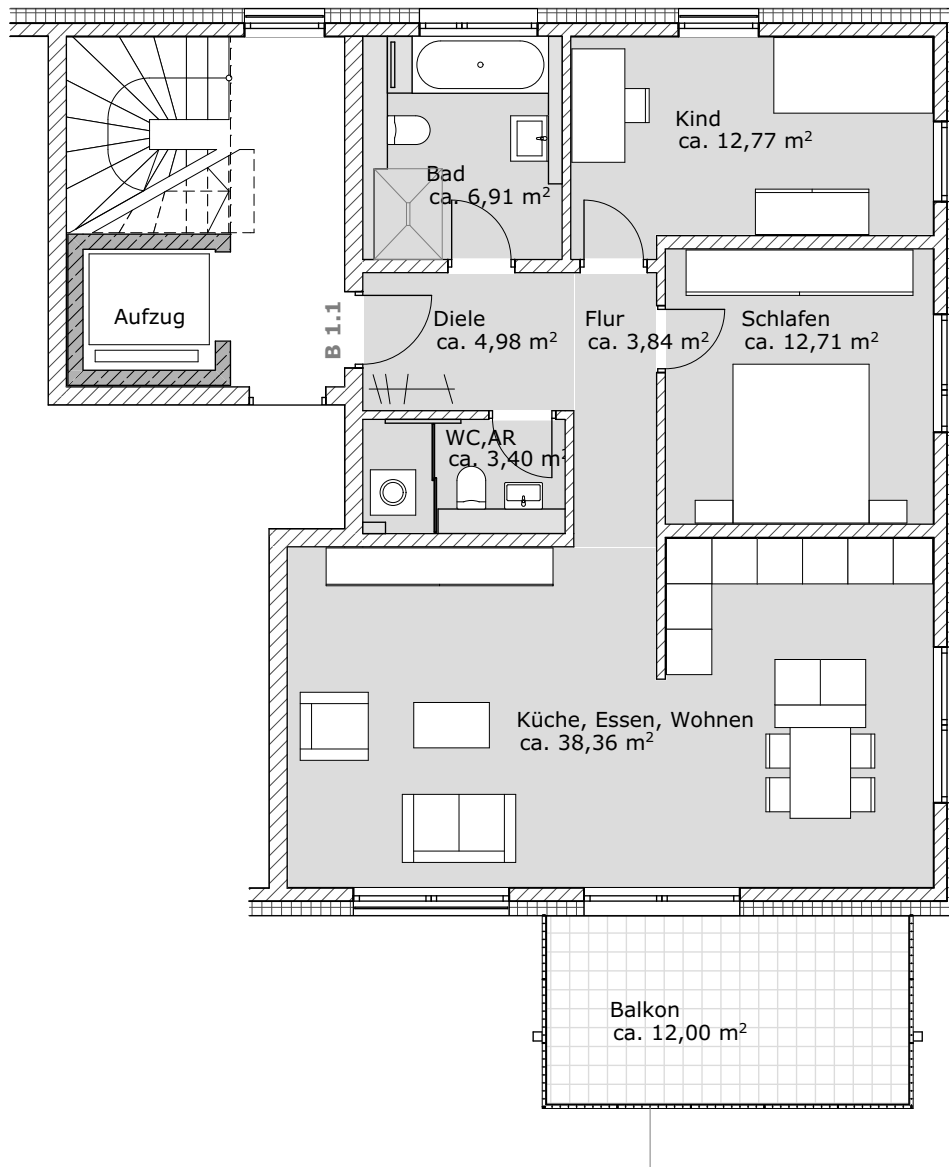 Kind
ca. 12,77 m²
Bad
ca. 6,91 m²
Aufzug
B 1.1
Diele
ca. 4,98 m²
Flur
ca. 3,84 m²
Schlafen
ca. 12,71 m²
WC,AR
ca. 3,40 m²
Küche, Essen, Wohnen
ca. 38,36 m²
Balkon
ca. 12,00 m²